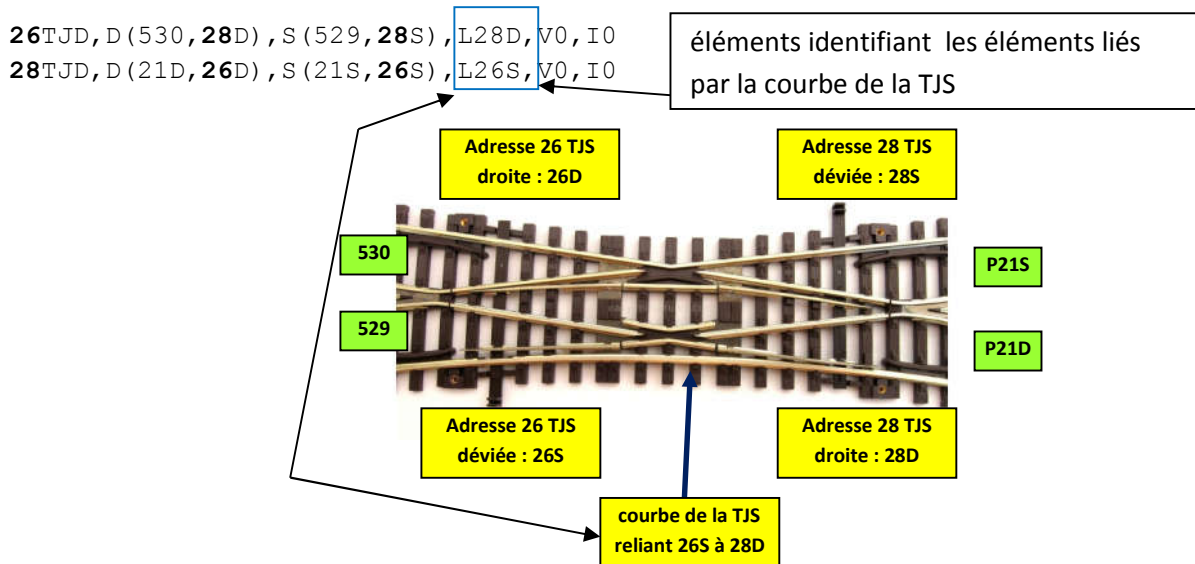 26TJD,D(530,28D),S(529,28S),L28D,V0,I0
28TJD,D(21D,26D),S(21S,26S),L26S,V0,I0
éléments identifiant les éléments liés
par la courbe de la TJS
Adresse 26 TJS
droite : 26D
Adresse 28 TJS
déviée : 28S
530
P21S
529
P21D
Adresse 26 TJS
déviée : 26S
Adresse 28 TJS
droite : 28D
courbe de la TJS
reliant 26S à 28D